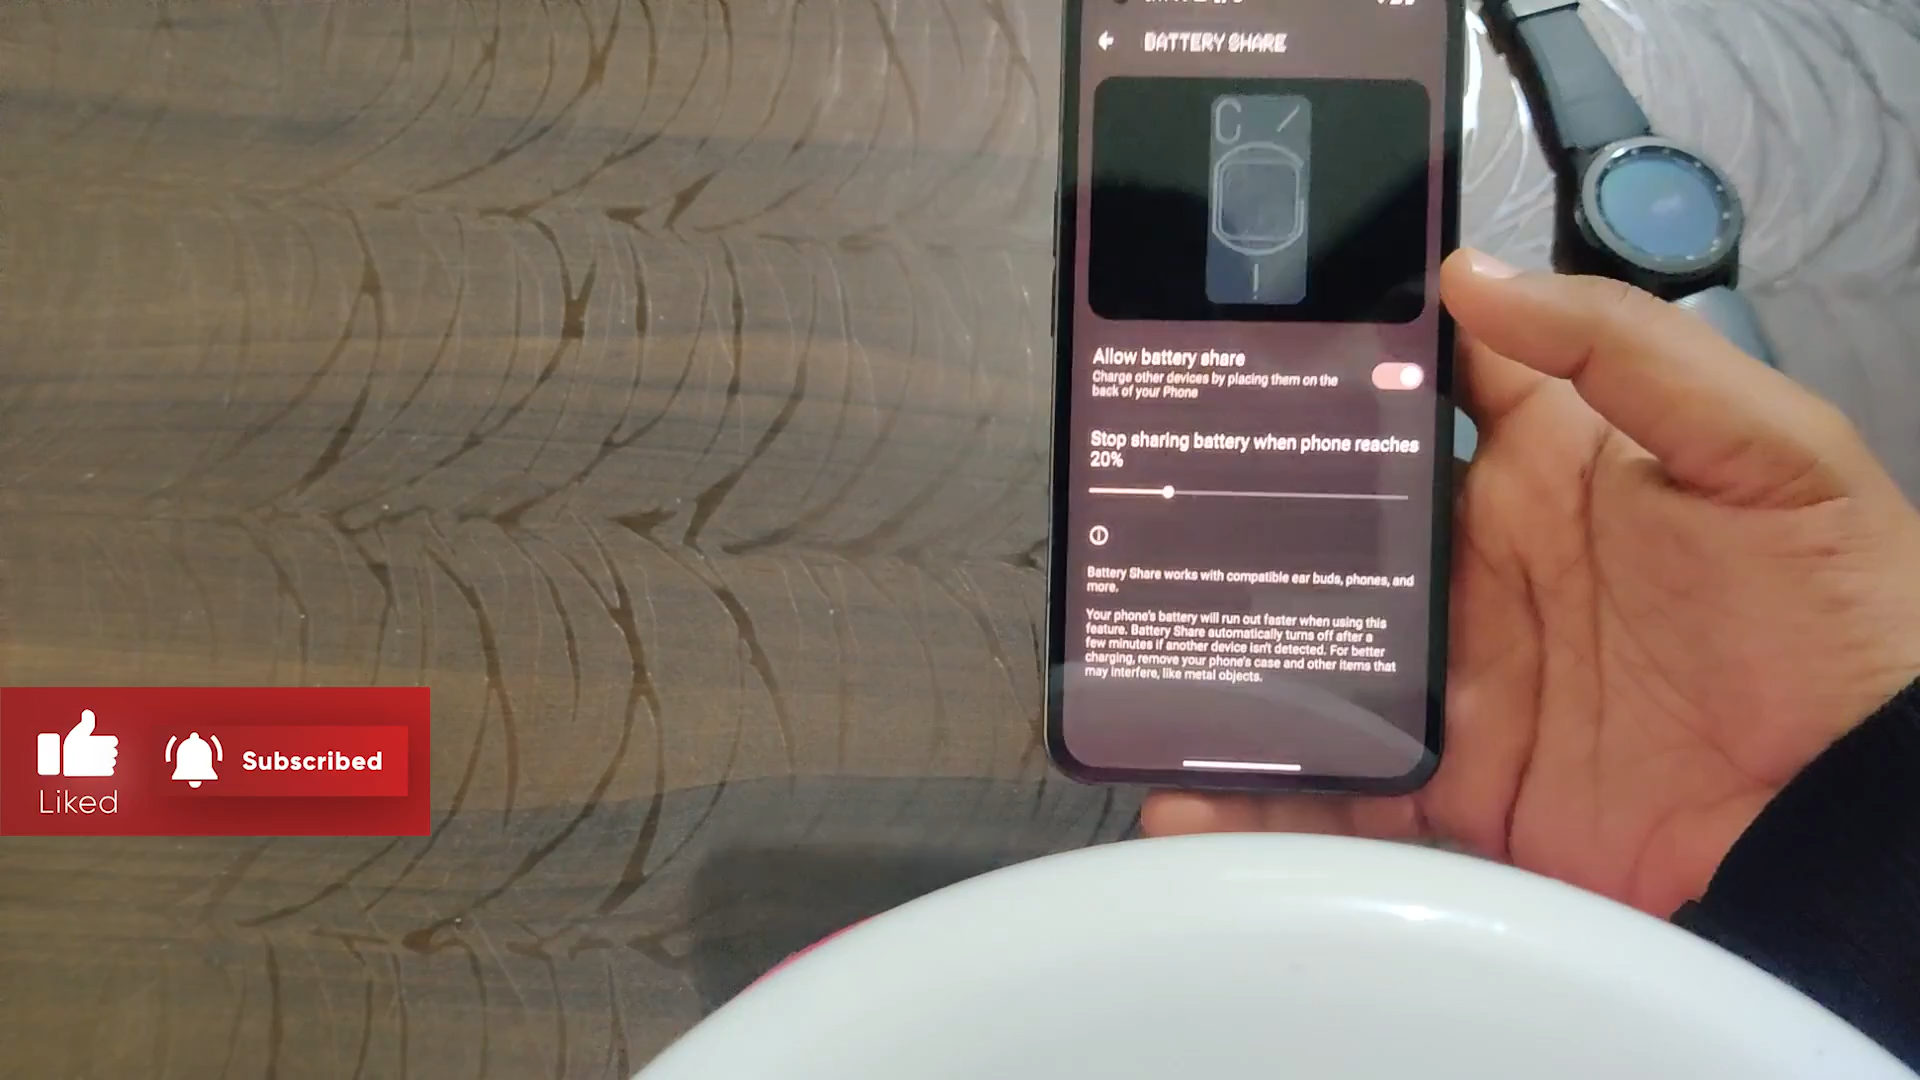 BATTERY SHARE
Allow battery share
Charge other devices by placing them on the
back of your Phone
Stop sharing battery when phone reaches
20%
Battery Share works with compatible ear buds, phones, and
more.
Your phone's battery will run out faster when using this
feature. Battery Share automatically turns off after a
few minutes if another device isn't detected. For better
charging, remove your phone's case and other items that
may interfere, like metal objects.
Liked
Subscribed